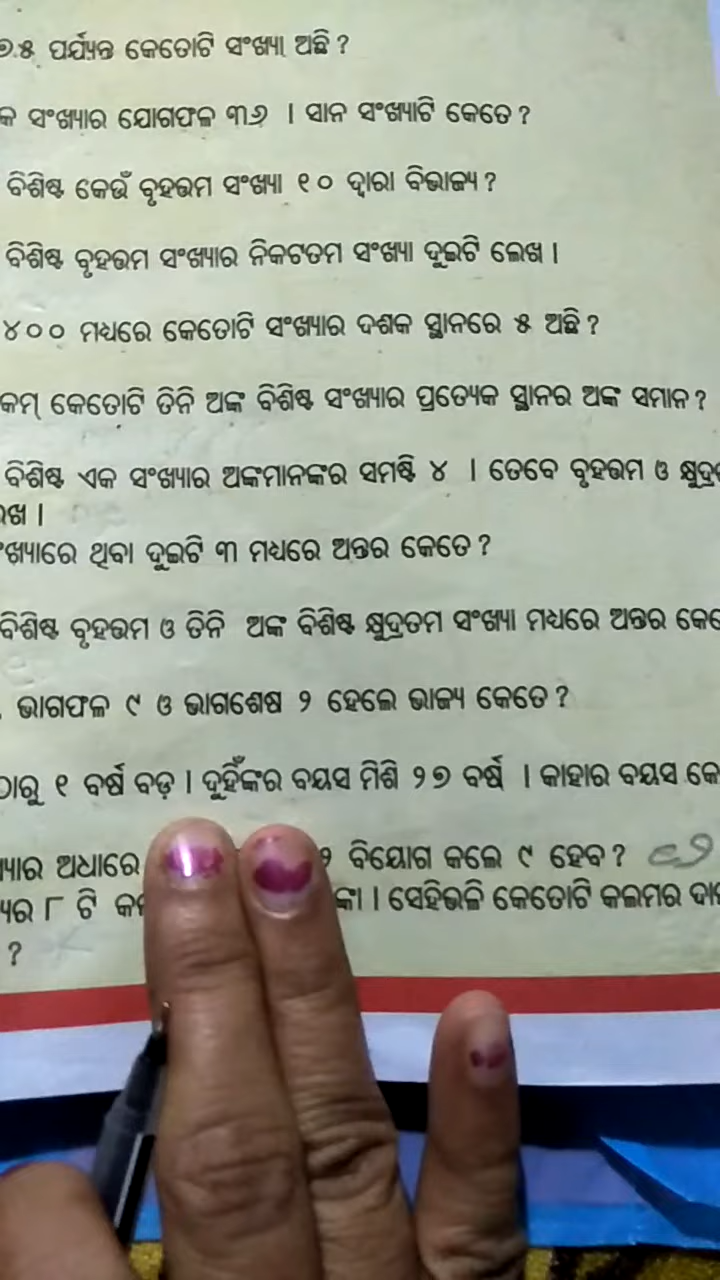 ୭.୫ ପର୍ଯ୍ୟନ୍ତ କେତୋଟି ସଂଖ୍ୟା ଅଛି ?
କ ସଂଖ୍ୟାର ଯୋଗଫଳ ୩୬ । ସାନ ସଂଖ୍ୟାଟି କେତେ ?
ବିଶିଷ୍ଟ କେଉଁ ବୃହତ୍ତମ ସଂଖ୍ୟା ୧୦ ଦ୍ୱାରା ବିଭାଜ୍ୟ ?
ବିଶିଷ୍ଟ ବୃହତ୍ତମ ସଂଖ୍ୟାର ନିକଟତମ ସଂଖ୍ୟା ଦୁଇଟି ଲେଖ ।
୪୦୦ ମଧ୍ୟରେ କେତୋଟି ସଂଖ୍ୟାର ଦଶକ ସ୍ଥାନରେ ୫ ଅଛି ?
କମ୍ କେତୋଟି ତିନି ଅଙ୍କ ବିଶିଷ୍ଟ ସଂଖ୍ୟାର ପ୍ରତ୍ୟେକ ସ୍ଥାନର ଅଙ୍କ ସମାନ ?
ବିଶିଷ୍ଟ ଏକ ସଂଖ୍ୟାର ଅଙ୍କମାନଙ୍କର ସମଷ୍ଟି ୪ । ତେବେ ବୃହତ୍ତମ ଓ
ଖ ।
ଖ୍ୟାରେ ଥିବା ଦୁଇଟି ୩ ମଧ୍ୟରେ ଅନ୍ତର କେତେ ?
ବିଶିଷ୍ଟ ବୃହତ୍ତମ ଓ ତିନି ଅଙ୍କ ବିଶିଷ୍ଟ କ୍ଷୁଦ୍ରତମ ସଂଖ୍ୟା ମଧ୍ୟରେ ଅନ୍ତର
ଭାଗଫଳ ୯ ଓ ଭାଗଶେଷ ୨ ହେଲେ ଭାଜ୍ୟ କେତେ ?
ଠାରୁ ୧ ବର୍ଷ ବଡ଼ । ଦୁହିଁଙ୍କର ବୟସ ମିଶି ୨୭ ବର୍ଷ । କାହାର ବୟସ କେ
ଖ୍ୟାର ଅଧାରେ ୨ ବିୟୋଗ କଲେ ୯ ହେବ ?
ର ୮ ଟି ଙ୍କା । ସେହିଭଳି କେତୋଟି କଲମର
?